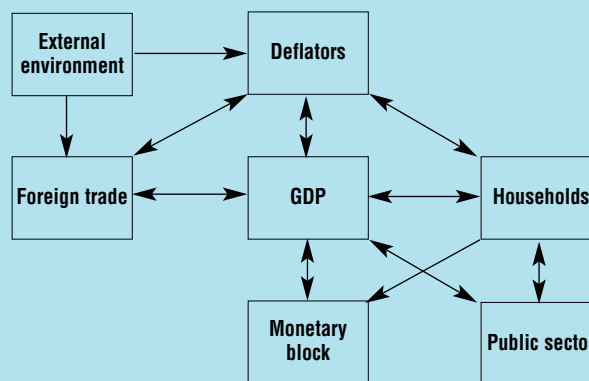 External
environment
Deflators
Foreign trade
GDP
Households
Monetary
block
Public secto